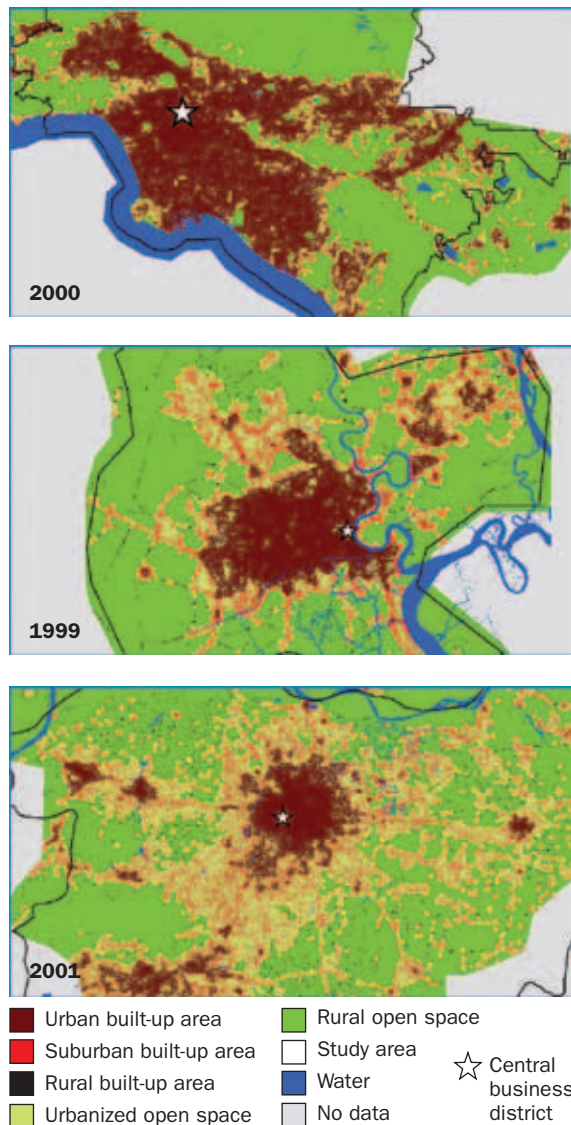 2000
1999
2001
Urban built-up area
Suburban built-up area
Rural built-up area
Urbanized open space
Rural open space
Study area
Water
No data
Central
business
district